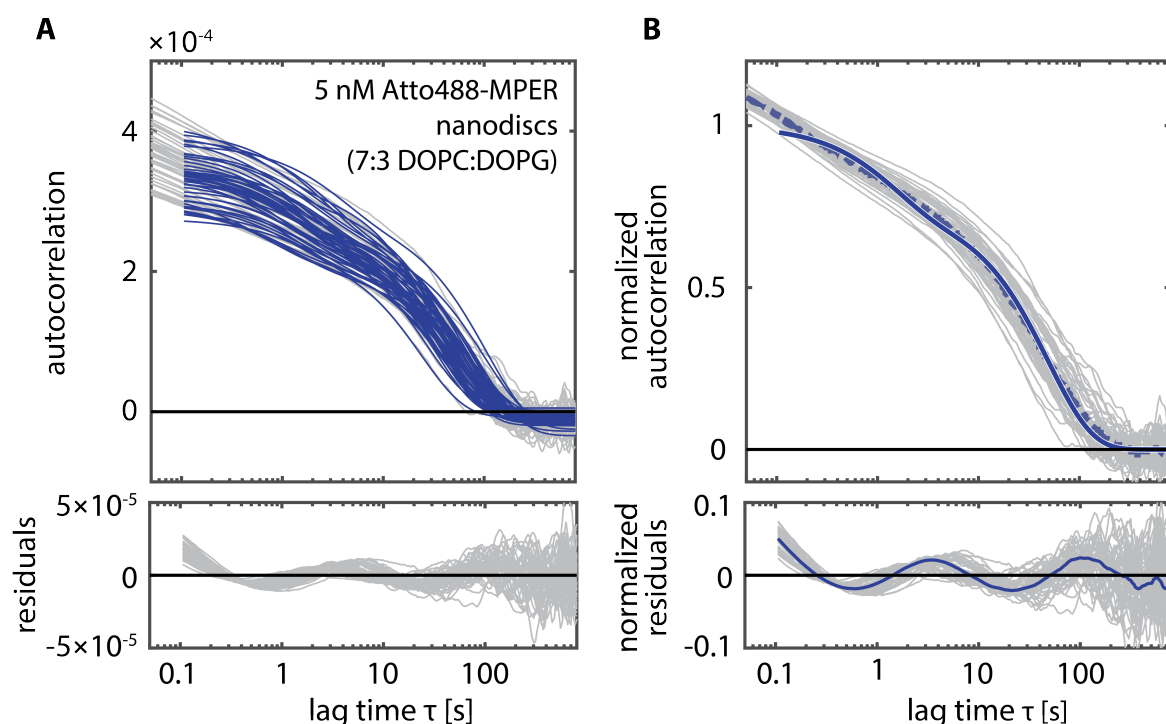 A
×10-4
5 nM Atto488-MPER
nanodiscs
(7:3 DOPC:DOPG)
autocorrelation
4
2
0
residuals
5×10-5
0
-5×10-5
0.1 1 10 100
lag time τ [s]
B
normalized
autocorrelation
1
0.5
0
normalized
residuals
0.1
0
-0.1
0.1 1 10 100
lag time τ [s]